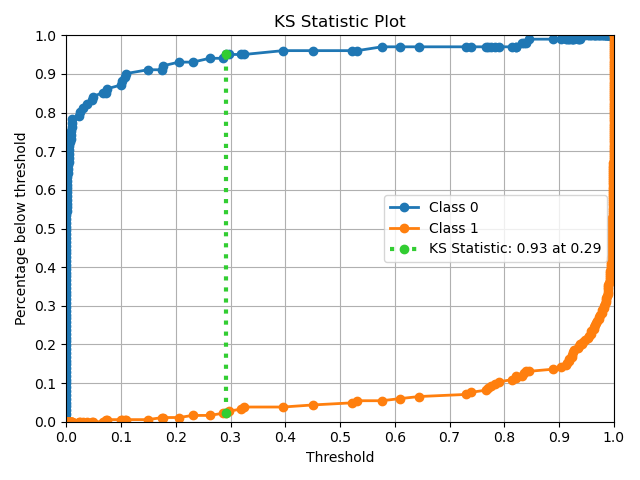 KS Statistic Plot
Percentage below threshold
1.0
0.9
0.8
0.7
0.6
0.5
0.4
0.3
0.2
0.1
0.0
Class 0
Class 1
KS Statistic: 0.93 at 0.29
0.0 0.1 0.2 0.3 0.4 0.5 0.6 0.7 0.8 0.9 1.0
Threshold